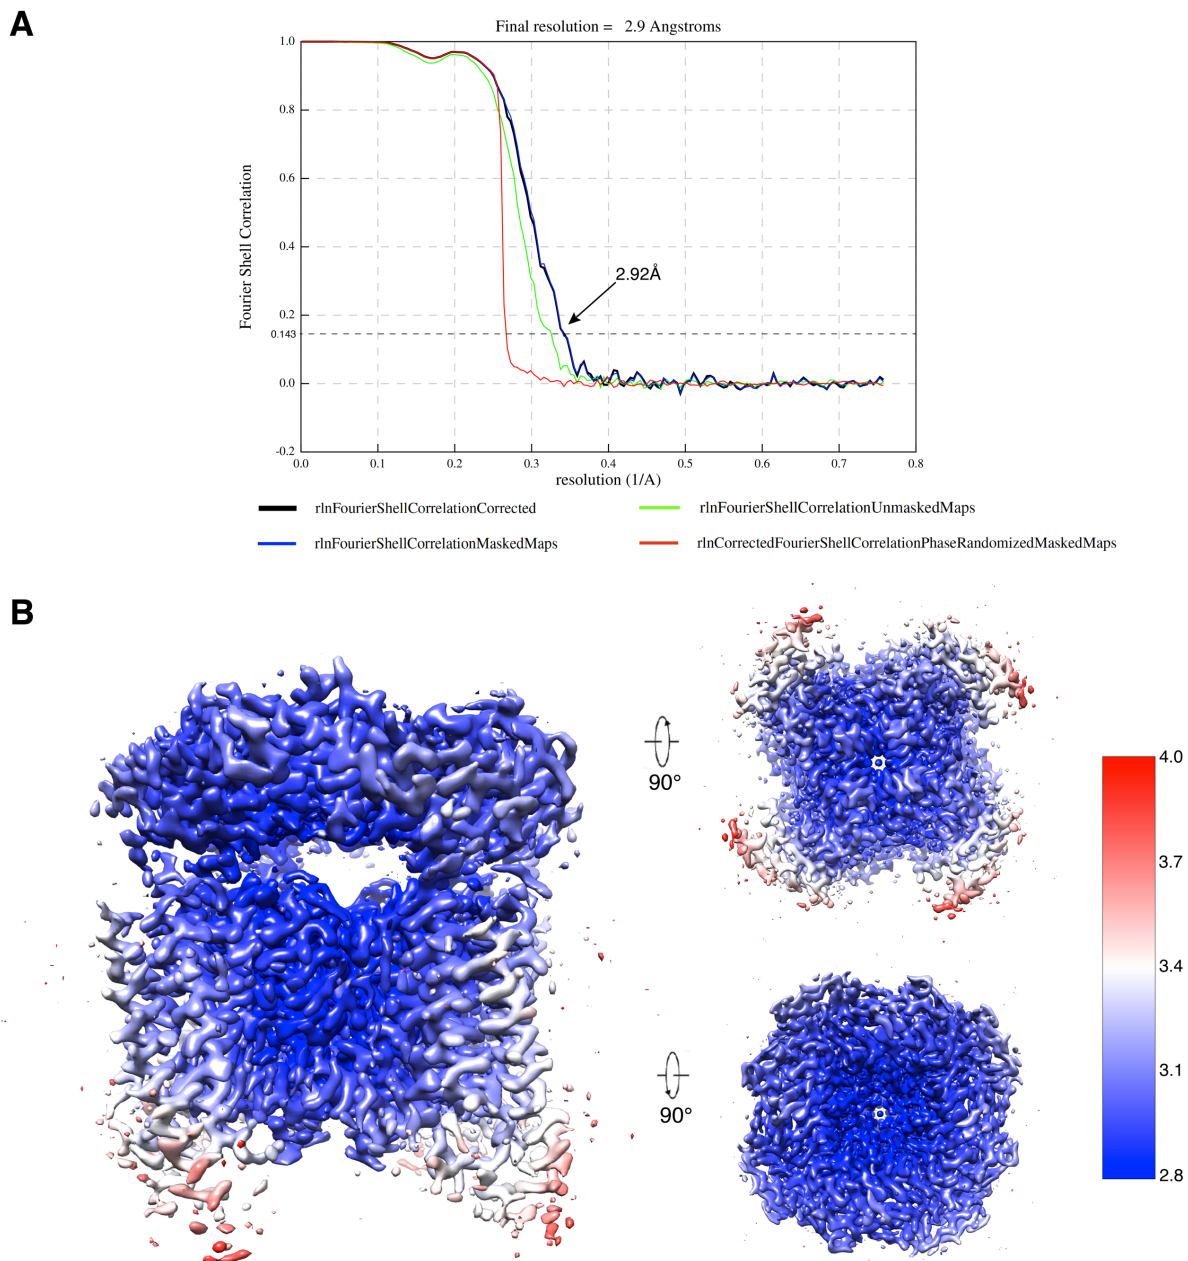 A
Final resolution = 2.9 Angstroms
Fourier Shell Correlation
1.0
0.8
0.6
0.4
0.2
0.143
0.0
-0.2
2.92Å
0.0 0.1 0.2 0.3 0.4 0.5 0.6 0.7 0.8
resolution (1/A)
rlnFourierShellCorrelationCorrected
rlnFourierShellCorrelationUnmaskedMaps
rlnFourierShellCorrelationMaskedMaps
rlnCorrectedFourierShellCorrelationPhaseRandomizedMaskedMaps
B
90°
90°
4.0
3.7
3.4
3.1
2.8